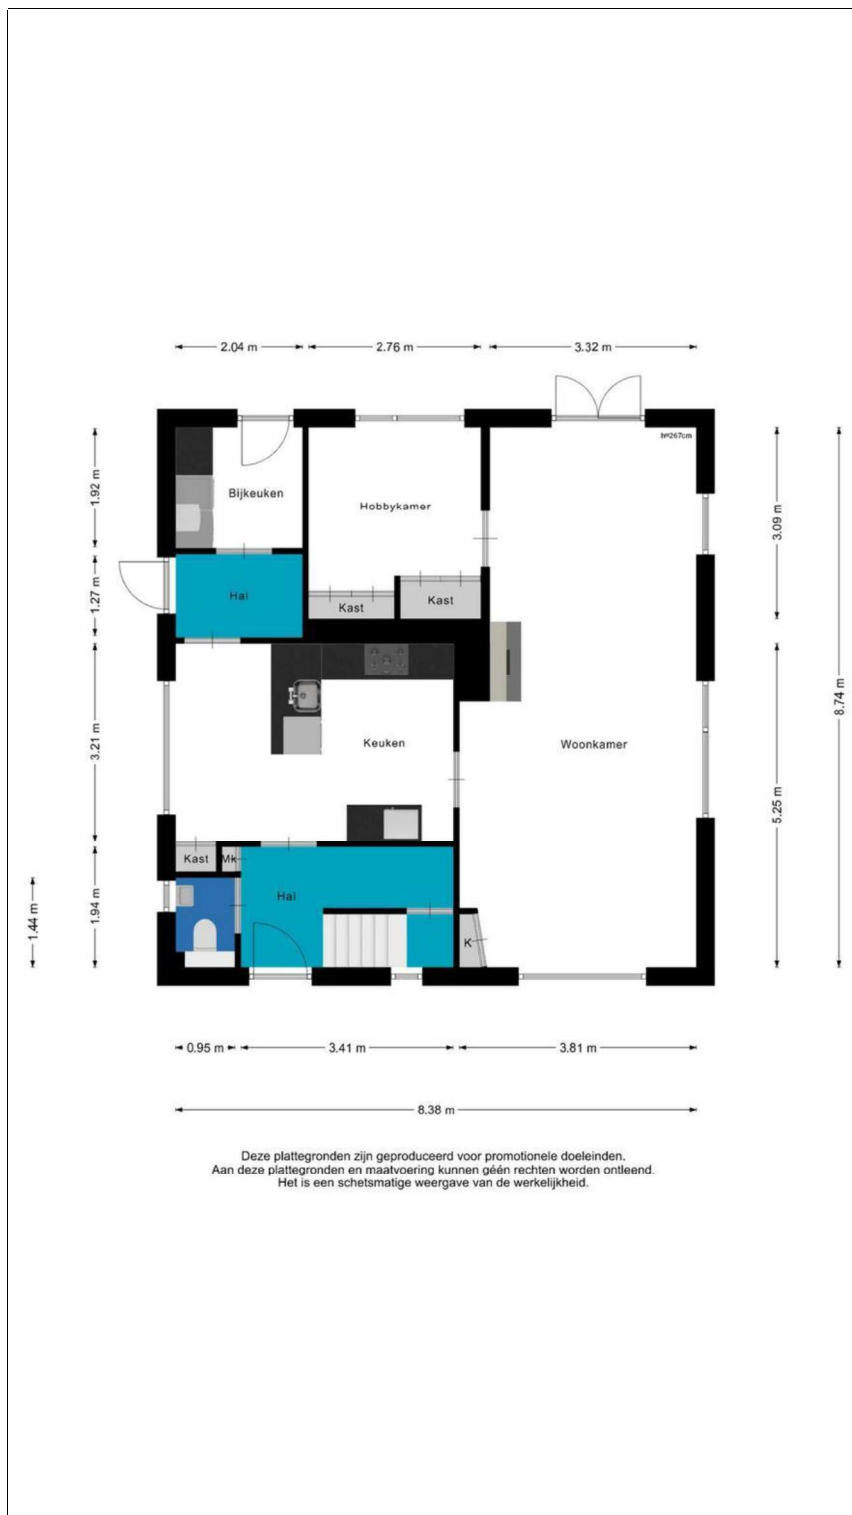 2.04 m
2.76 m
3.32 m
h=267cm
1.92 m
Bijkeuken
Hobbykamer
3.09 m
1.27 m
Hal
Kast
Kast
8.74 m
3.21 m
Keuken
Woonkamer
5.25 m
Kast
Mk
1.44 m
1.94 m
Hal
K
0.95 m
3.41 m
3.81 m
8.38 m
Deze plattegronden zijn geproduceerd voor promotionele doeleinden.
Aan deze plattegronden en maatvoering kunnen géén rechten worden ontleend.
Het is een schetsmatige weergave van de werkelijkheid.